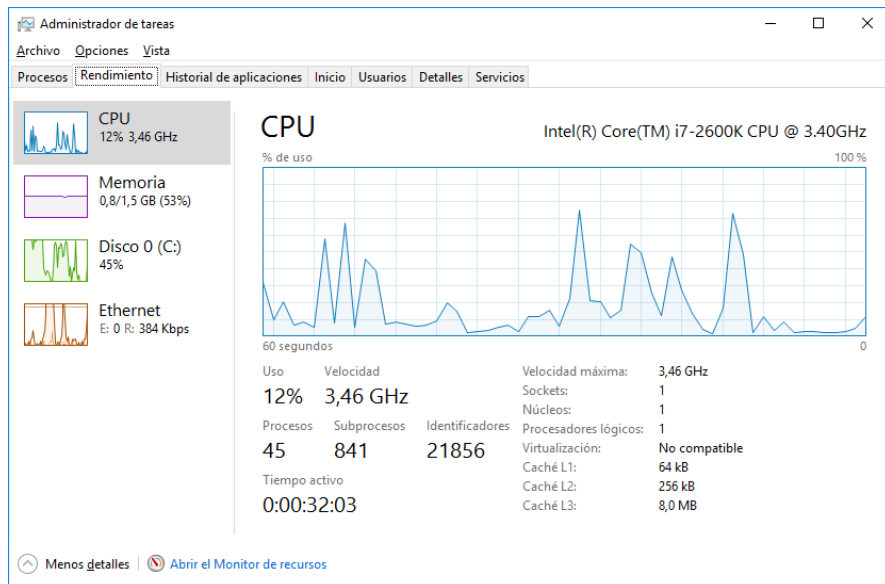 Administrador de tareas
Archivo Opciones Vista
Procesos Rendimiento Historial de aplicaciones Inicio Usuarios Detalles Servicios
CPU
12% 3,46 GHz
Memoria
0,8/1,5 GB (53%)
Disco 0 (C:)
45%
Ethernet
E: 0 R: 384 Kbps
CPU
Intel(R) Core(TM) i7-2600K CPU @ 3.40GHz
% de uso 100 %
60 segundos 0
Uso Velocidad
12% 3,46 GHz
Procesos Subprocesos Identificadores
45 841 21856
Tiempo activo
0:00:32:03
Velocidad máxima: 3,46 GHz
Sockets: 1
Núcleos: 1
Procesadores lógicos: 1
Virtualización: No compatible
Caché L1: 64 kB
Caché L2: 256 kB
Caché L3: 8,0 MB
Menos detalles Abrir el Monitor de recursos